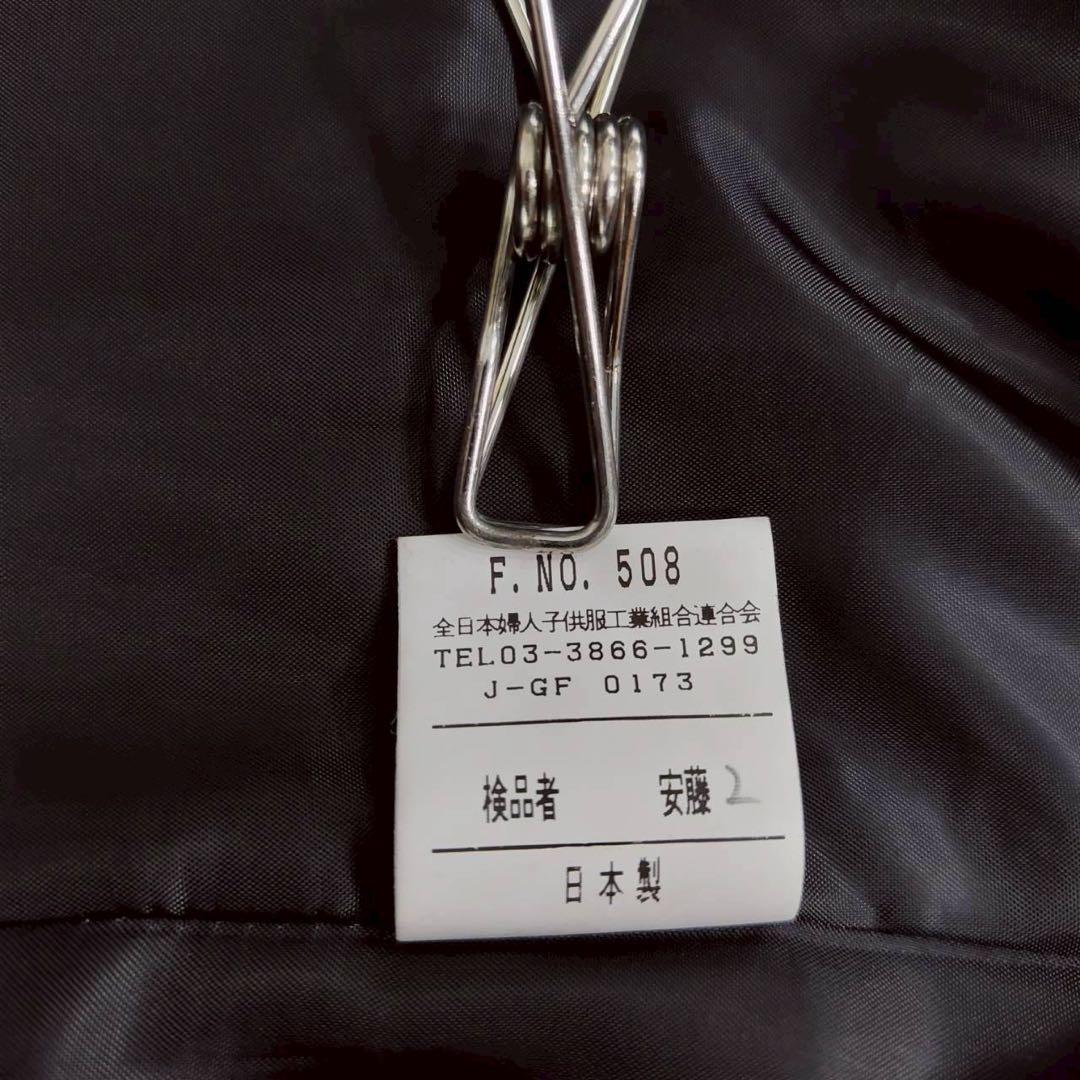 F. NO. 508
全日本婦人子供服工業組合連合会
TEL03-3866-1299
J-GF 0173
検品者 安藤 2
日本製